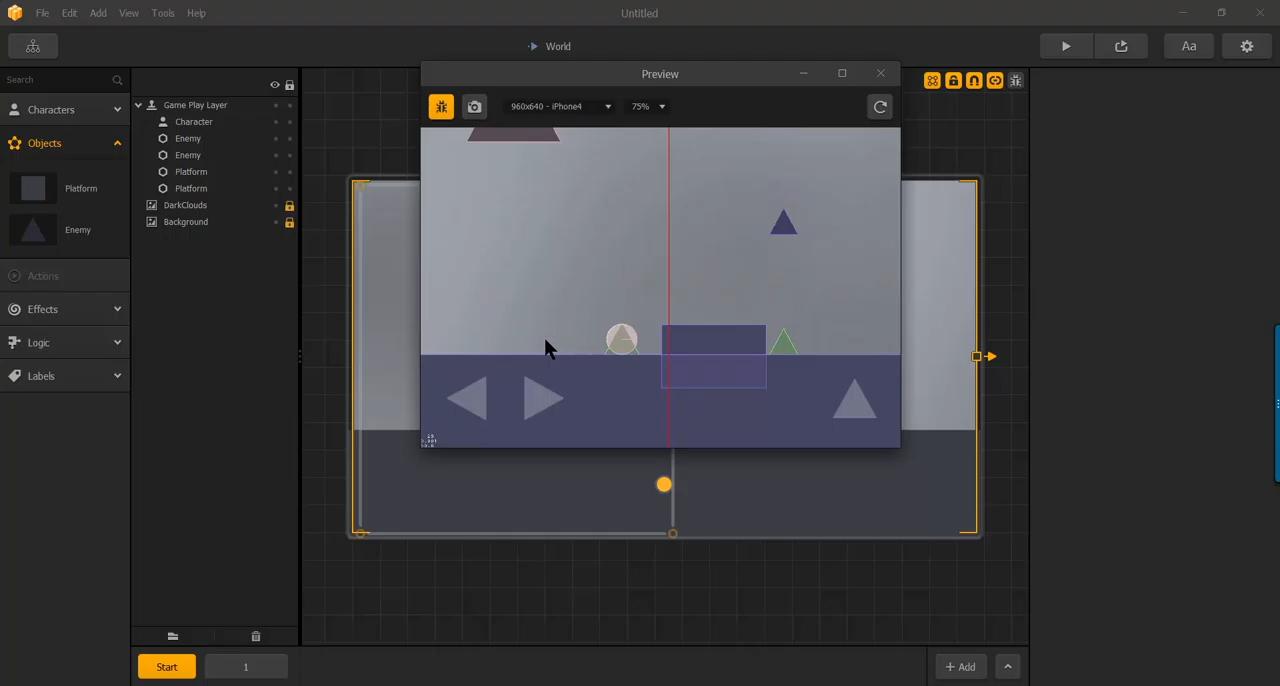 File Edit Add View Tools Help
Untitled
World
Aa
Search
Characters
Objects
Platform
Enemy
Actions
Effects
Logic
Labels
Game Play Layer
Character
Enemy
Enemy
Platform
Platform
DarkClouds
Background
Preview
960x640 - iPhone4
75%
Start
1
+ Add